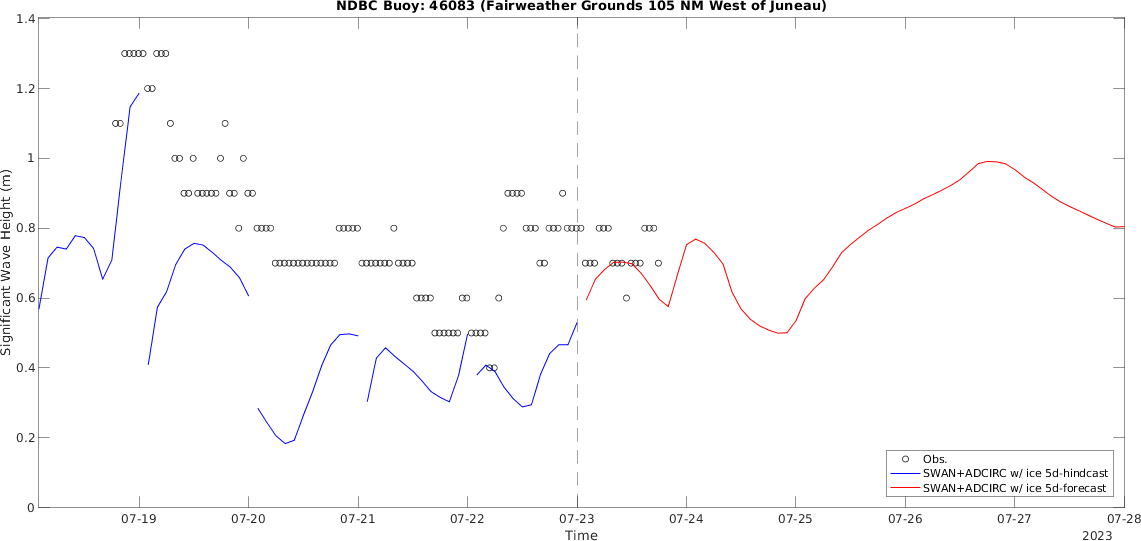 NDBC Buoy: 46083 (Fairweather Grounds 105 NM West of Juneau)
1.4
1.2
1
0.8
0.6
0.4
0.2
0
Significant Wave Height (m)
Obs.
SWAN+ADCIRC w/ ice 5d-hindcast
SWAN+ADCIRC w/ ice 5d-forecast
07-19 07-20 07-21 07-22 07-23 07-24 07-25 07-26 07-27 07-28
Time
2023